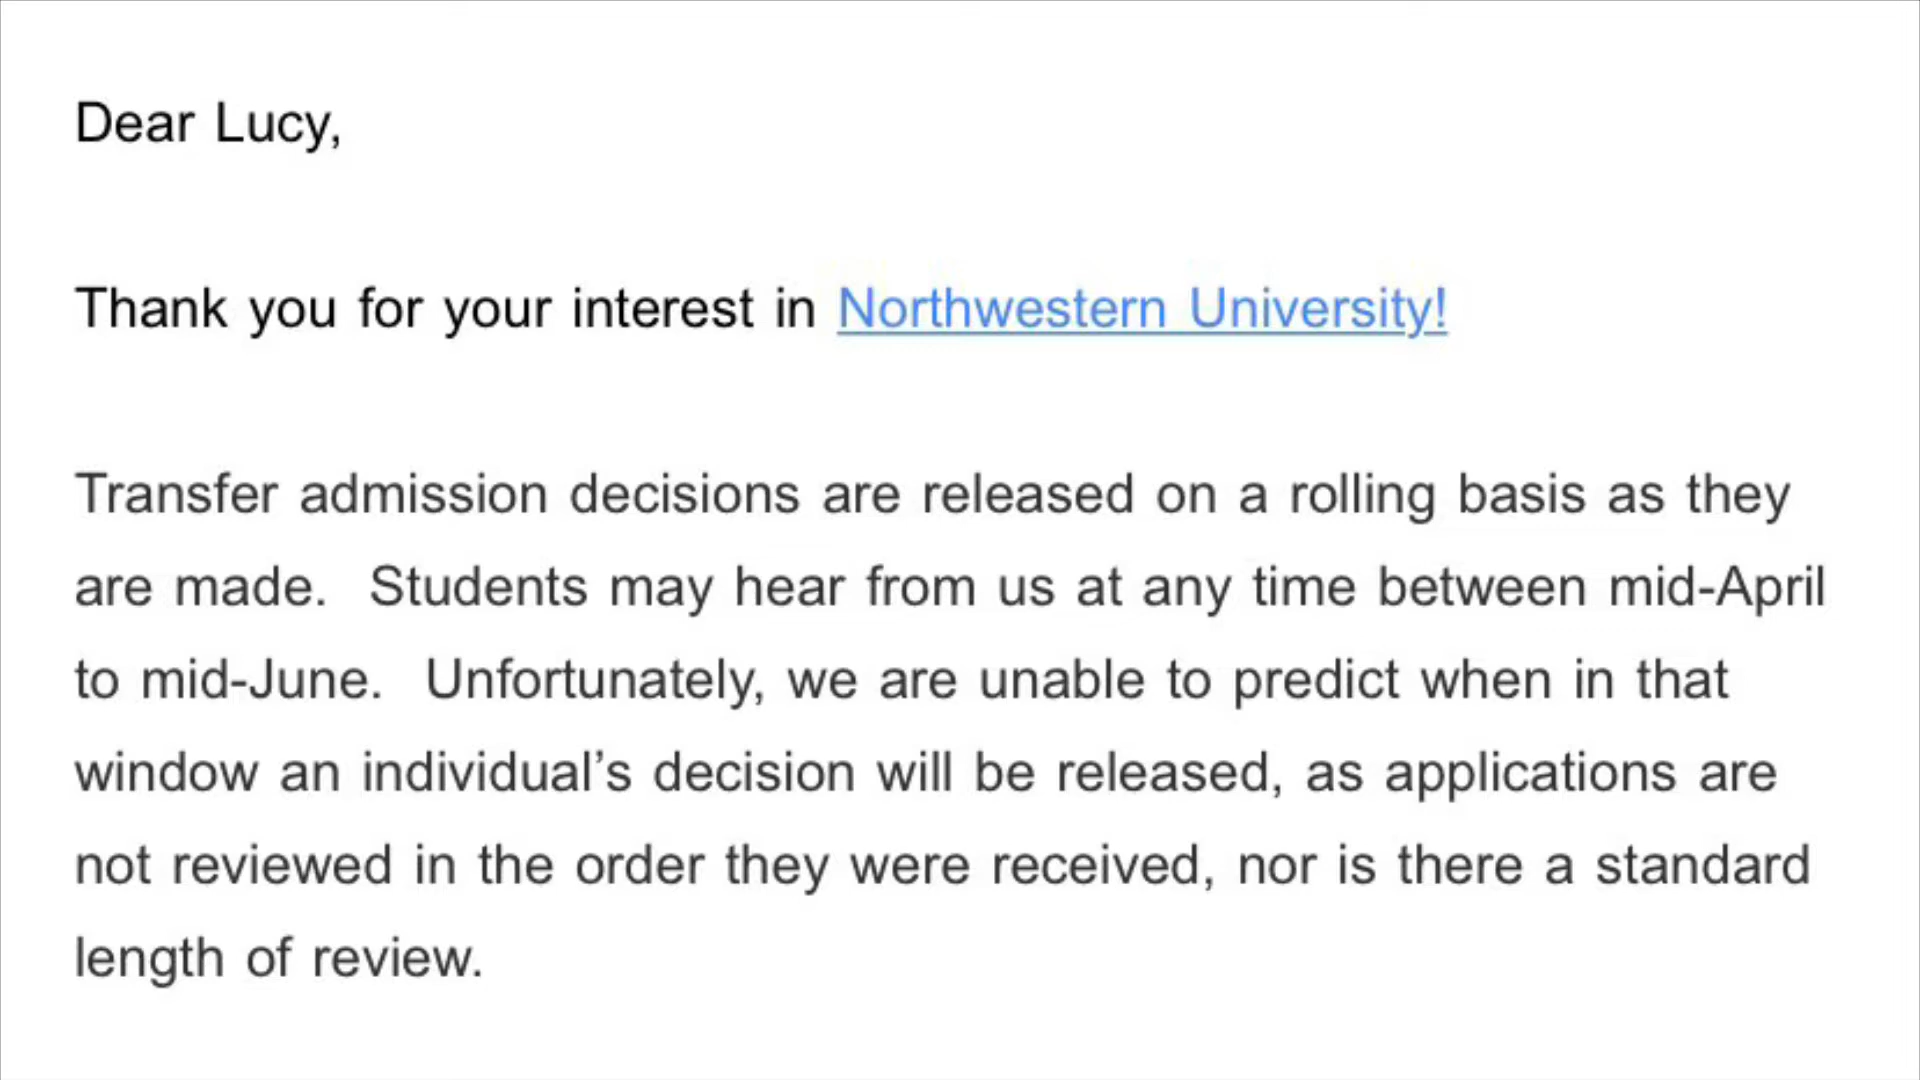 Dear Lucy,
Thank you for your interest in Northwestern University!
Transfer admission decisions are released on a rolling basis as they
are made.  Students may hear from us at any time between mid-April
to mid-June.  Unfortunately, we are unable to predict when in that
window an individual’s decision will be released, as applications are
not reviewed in the order they were received, nor is there a standard
length of review.